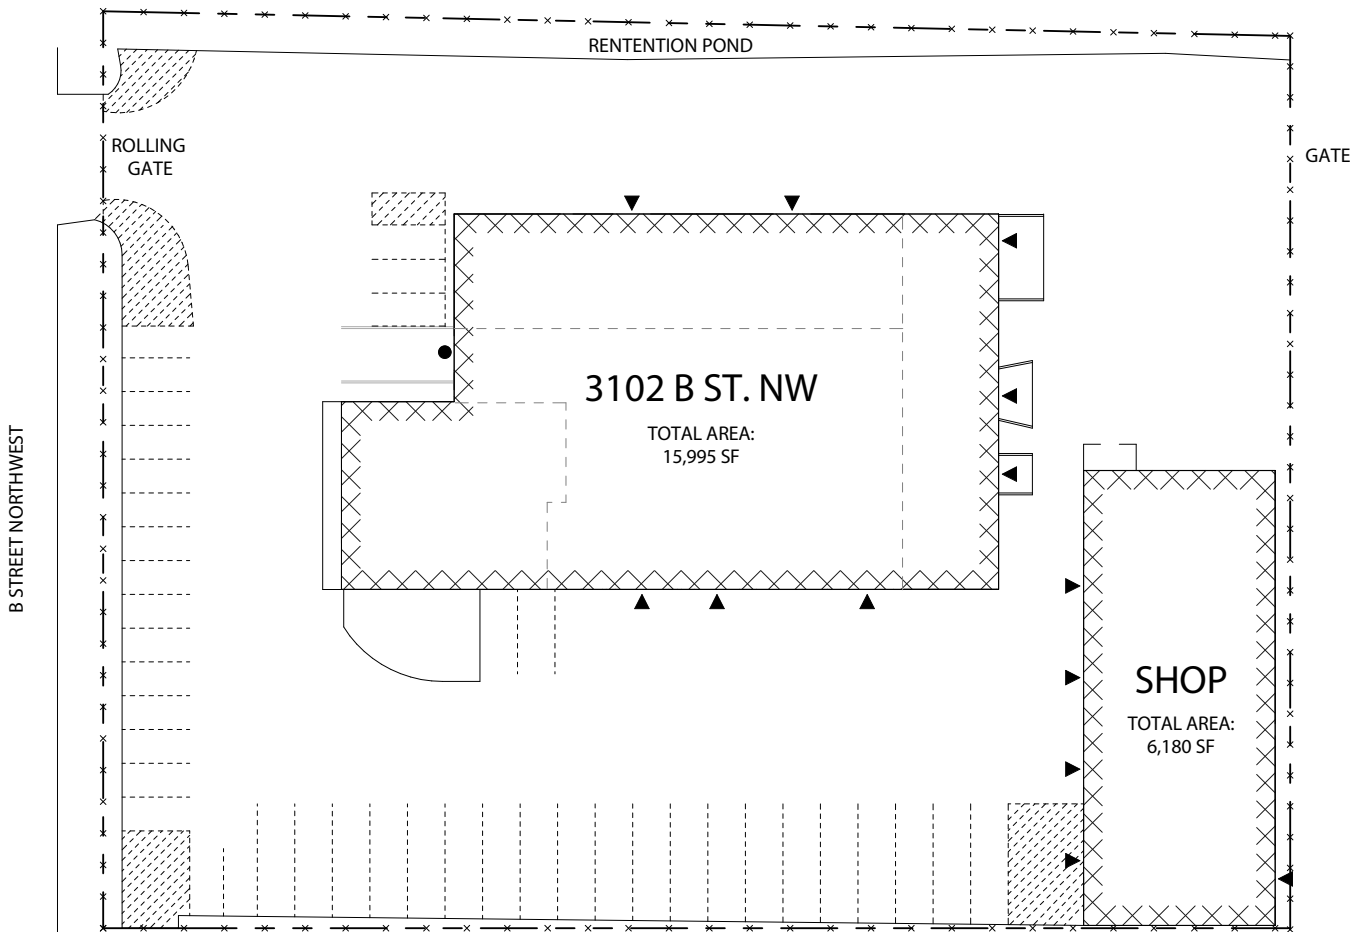 RENTENTION POND
ROLLING
GATE
GATE
3102 B ST. NW
TOTAL AREA:
15,995 SF
B STREET NORTHWEST
SHOP
TOTAL AREA:
6,180 SF